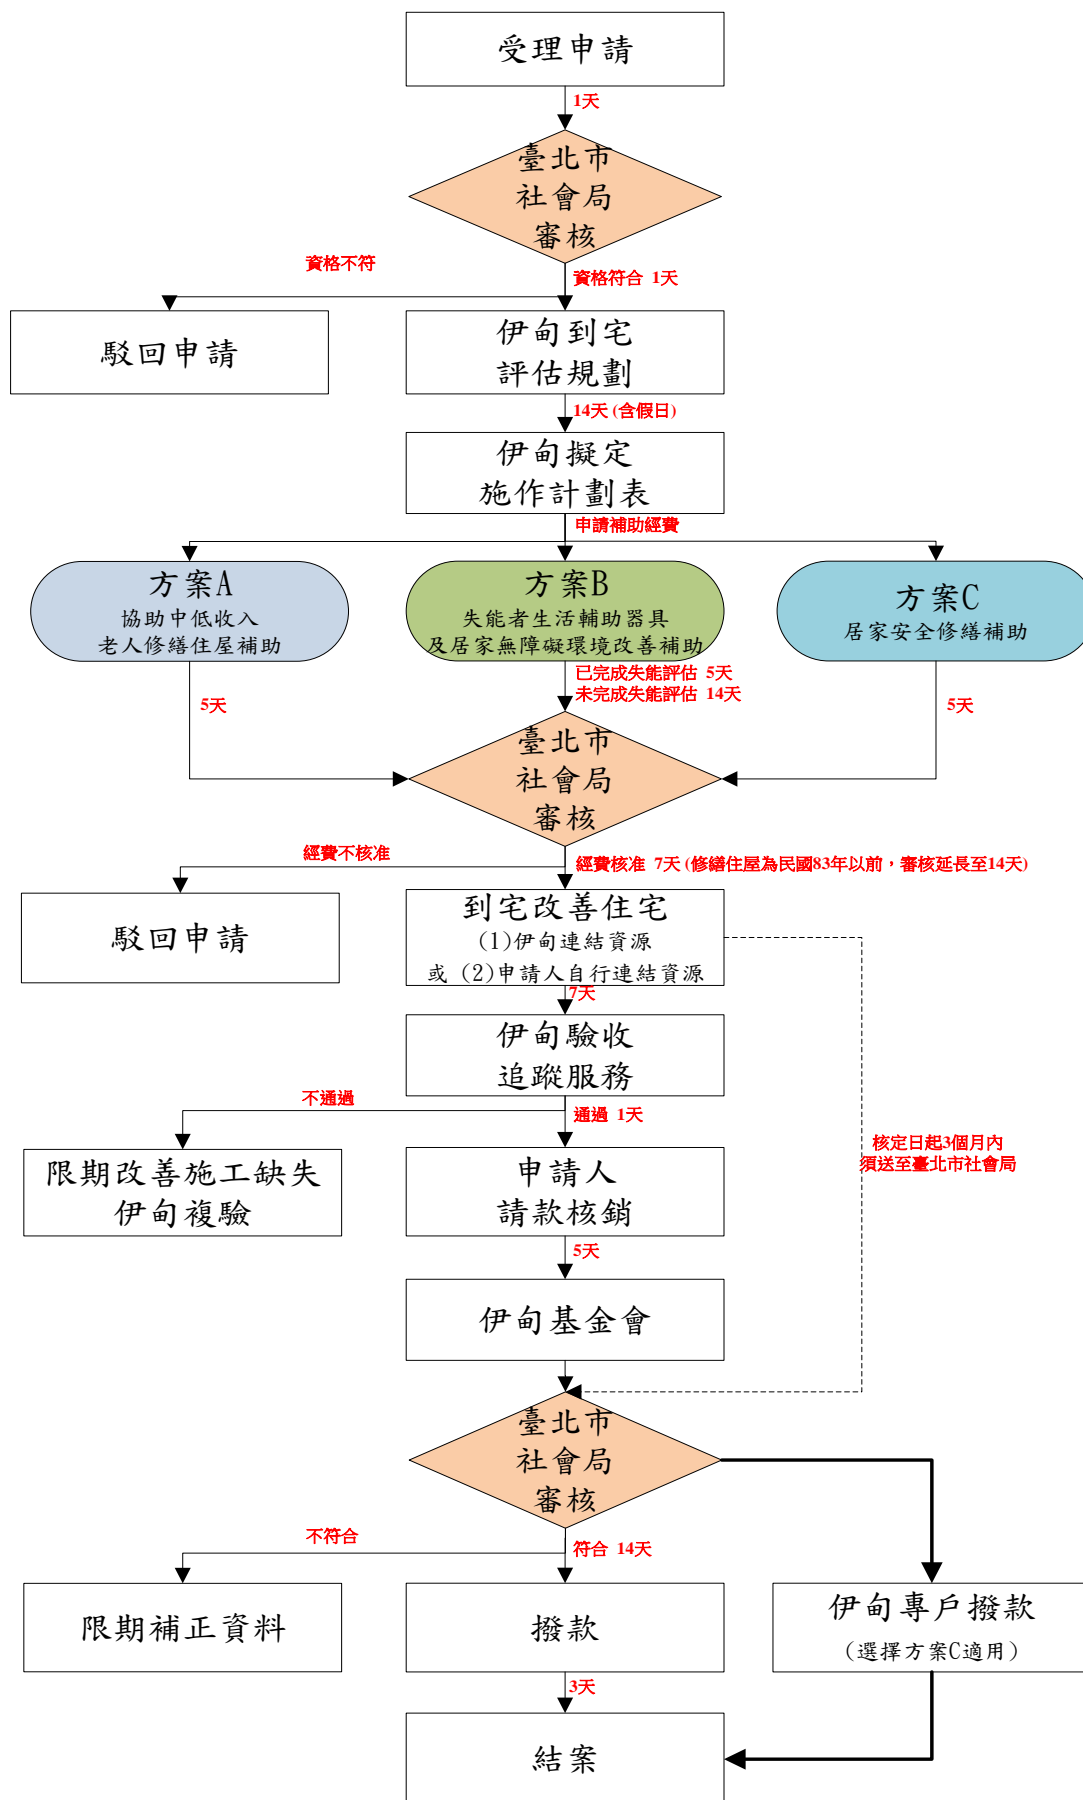 受理申請
1天
臺北市
社會局
審核
資格不符
資格符合 1天
駁回申請
伊甸到宅
評估規劃
14天 (含假日)
伊甸擬定
施作計劃表
申請補助經費
方案A
協助中低收入
老人修繕住屋補助
方案B
失能者生活輔助器具
及居家無障礙環境改善補助
方案C
居家安全修繕補助
5天
已完成失能評估 5天
未完成失能評估 14天
5天
臺北市
社會局
審核
經費不核准
經費核准 7天 (修繕住屋為民國83年以前，審核延長至14天)
駁回申請
到宅改善住宅
(1)伊甸連結資源
或 (2)申請人自行連結資源
7天
伊甸驗收
追蹤服務
不通過
通過 1天
核定日起3個月內
須送至臺北市社會局
限期改善施工缺失
伊甸複驗
申請人
請款核銷
5天
伊甸基金會
臺北市
社會局
審核
不符合
符合 14天
限期補正資料
撥款
伊甸專戶撥款
(選擇方案C適用)
3天
結案